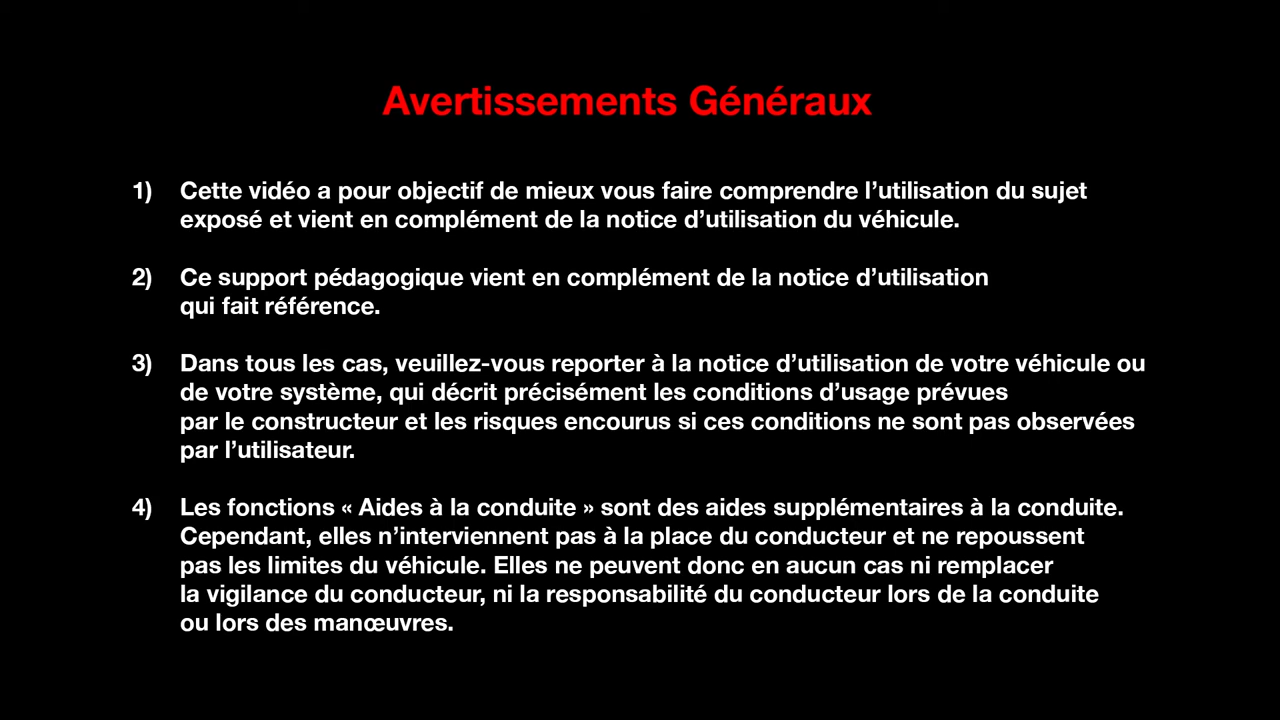 Avertissements Généraux
1) Cette vidéo a pour objectif de mieux vous faire comprendre l’utilisation du sujet
exposé et vient en complément de la notice d’utilisation du véhicule.
2) Ce support pédagogique vient en complément de la notice d’utilisation
qui fait référence.
3) Dans tous les cas, veuillez-vous reporter à la notice d’utilisation de votre véhicule ou
de votre système, qui décrit précisément les conditions d’usage prévues
par le constructeur et les risques encourus si ces conditions ne sont pas observées
par l’utilisateur.
4) Les fonctions « Aides à la conduite » sont des aides supplémentaires à la conduite.
Cependant, elles n’interviennent pas à la place du conducteur et ne repoussent
pas les limites du véhicule. Elles ne peuvent donc en aucun cas ni remplacer
la vigilance du conducteur, ni la responsabilité du conducteur lors de la conduite
ou lors des manœuvres.